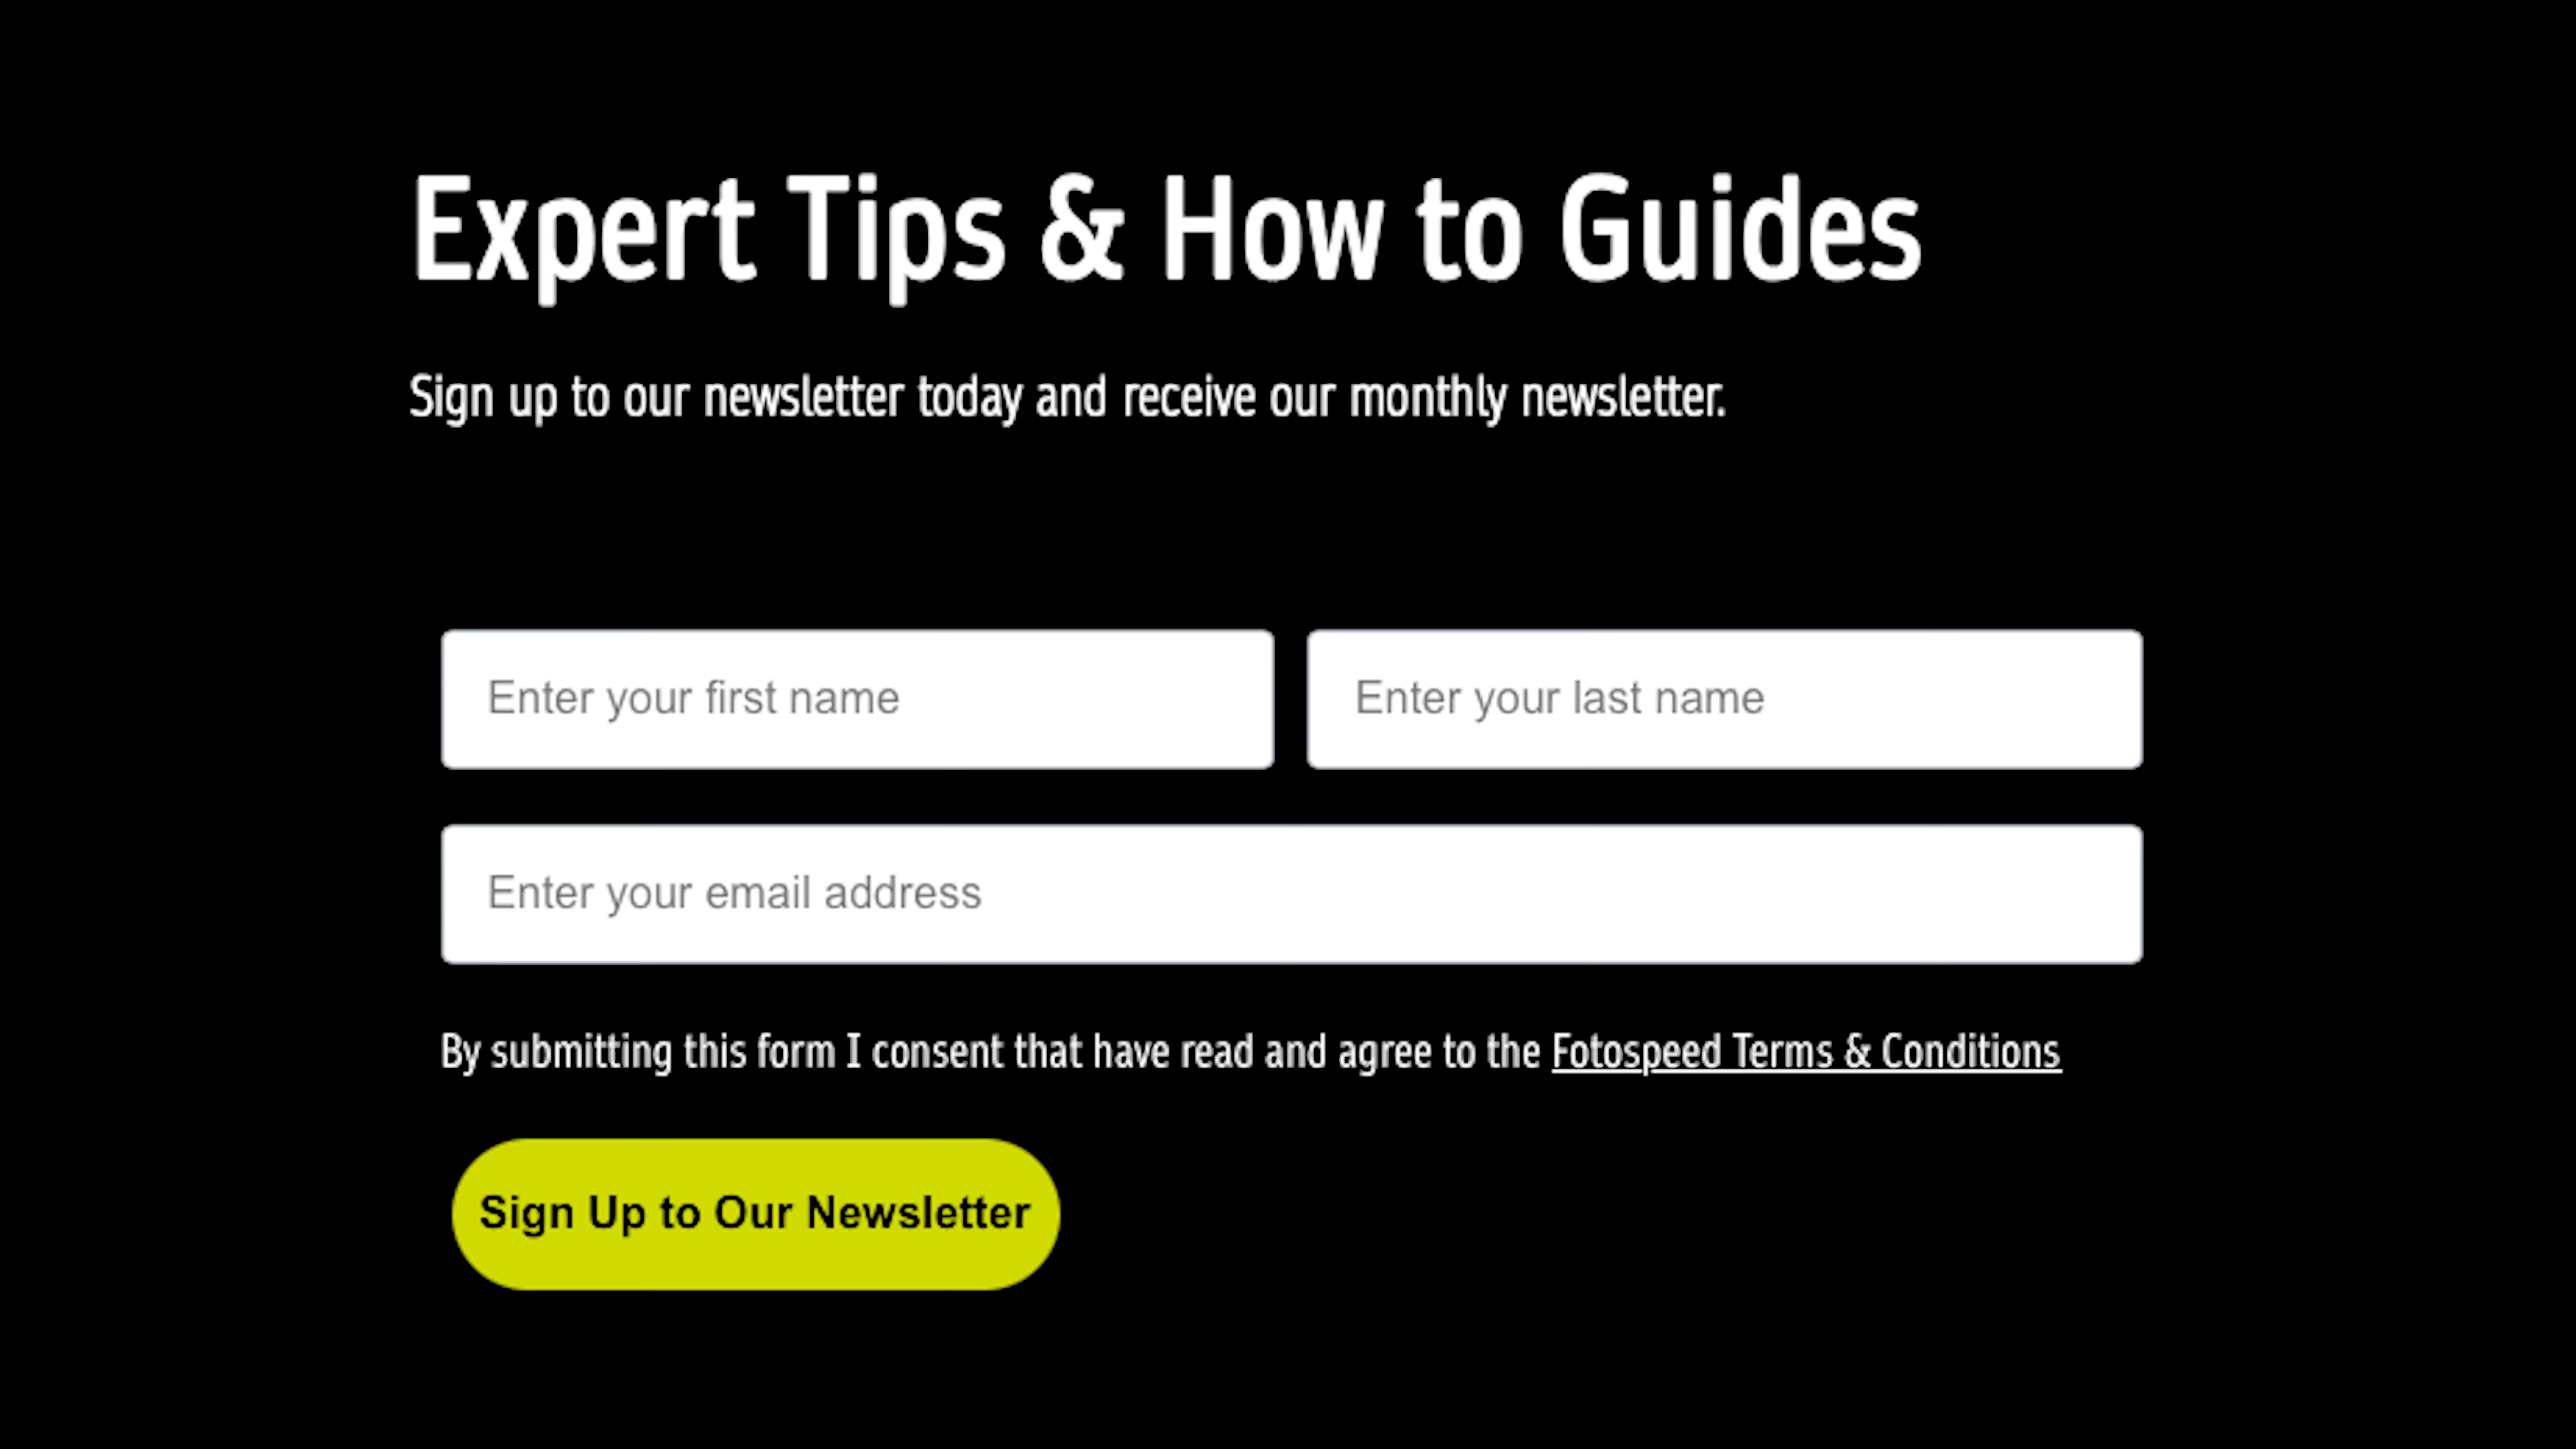 Expert Tips & How to Guides
Sign up to our newsletter today and receive our monthly newsletter.
Enter your first name
Enter your last name
Enter your email address
By submitting this form I consent that have read and agree to the Fotospeed Terms & Conditions
Sign Up to Our Newsletter